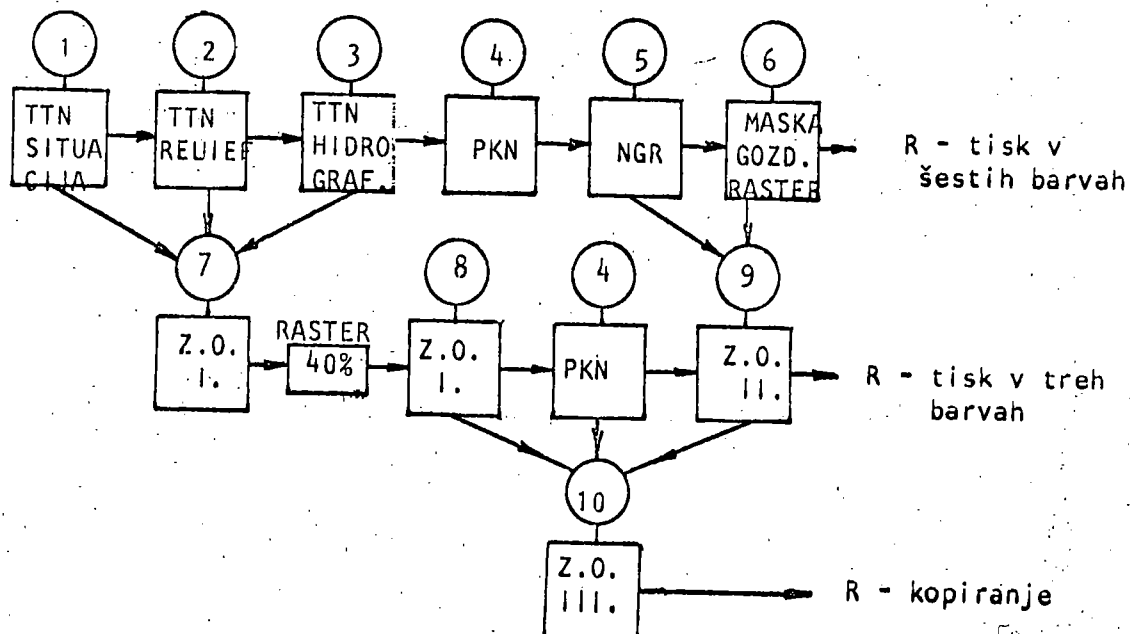 1 2 3 4 5 6
TTN
SITUA
CIJA
TTN
RELIEF
TTN
HIDRO
GRAF.
PKN
NGR
MASKA
GOZD.
RASTER
R - tisk v
šestih barvah
7 8 4 9
Z.O.
I.
RASTER
40%
Z.O.
I.
PKN
Z.O.
II.
R - tisk v treh
barvah
10
Z.O.
III.
R - kopiranje